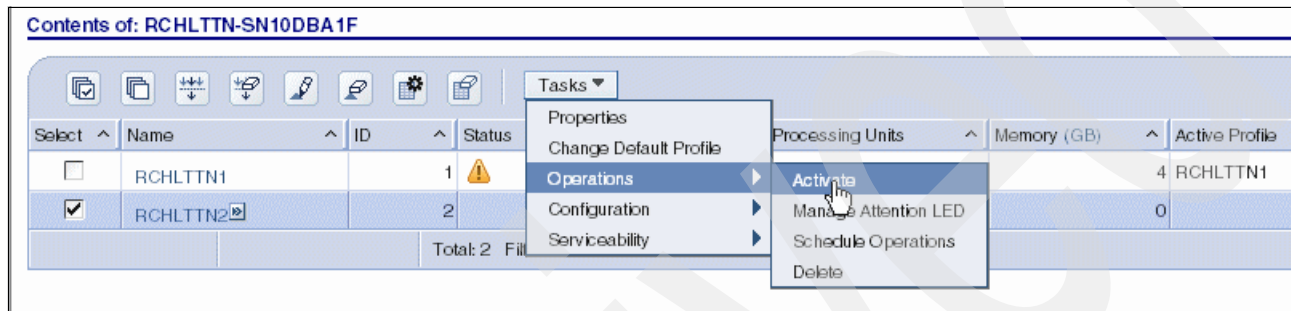 Contents of: RCHLTTN-SN10DBA1F
Tasks
Select Name ID Status Processing Units Memory (GB) Active Profile
Properties
Change Default Profile
RCHLTTN1 1 Operations Activate 4 RCHLTTN1
RCHLTTN2 2 Configuration Manage Attention LED 0
Total: 2 Serviceability Schedule Operations
Delete